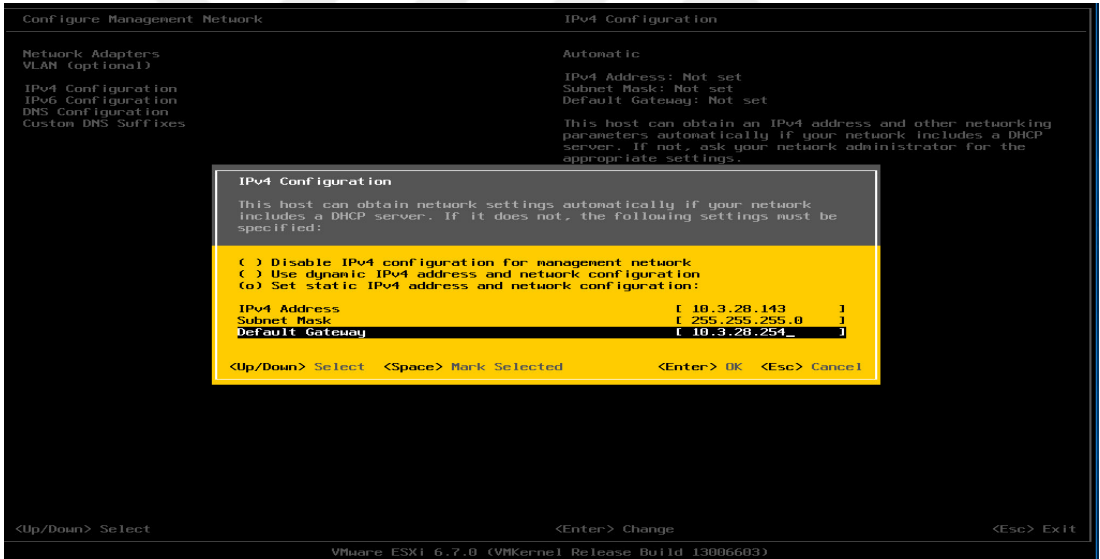 Configure Management Network
IPv4 Configuration
Network Adapters
VLAN (optional)
IPv4 Configuration
IPv6 Configuration
DNS Configuration
Custom DNS Suffixes
Automatic
IPv4 Address: Not set
Subnet Mask: Not set
Default Gateway: Not set
This host can obtain an IPv4 address and other networking
parameters automatically if your network includes a DHCP
server. If not, ask your network administrator for the
appropriate settings.
IPv4 Configuration
This host can obtain network settings automatically if your network
includes a DHCP server. If it does not, the following settings must be
specified:
( ) Disable IPv4 configuration for management network
( ) Use dynamic IPv4 address and network configuration
(o) Set static IPv4 address and network configuration:
IPv4 Address [ 10.3.28.143 ]
Subnet Mask [ 255.255.255.0 ]
Default Gateway [ 10.3.28.254_ ]
<Up/Down> Select <Space> Mark Selected <Enter> OK <Esc> Cancel
<Up/Down> Select <Enter> Change <Esc> Exit
VMware ESXi 6.7.0 (VMKernel Release Build 13006603)